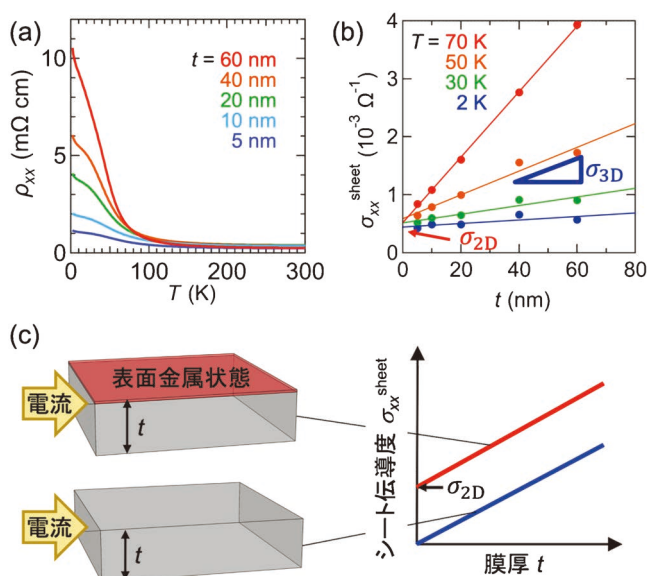 (a)
10
5
0
ρxx (mΩ cm)
t = 60 nm
40 nm
20 nm
10 nm
5 nm
0
100
200
300
T (K)
(b)
4
3
2
1
0
σxx^sheet (10^-3 Ω^-1)
T = 70 K
50 K
30 K
2 K
σ3D
σ2D
0
20
40
60
80
t (nm)
(c)
表面金属状態
電流
t
電流
t
シート伝導度 σxx^sheet
σ2D
膜厚 t